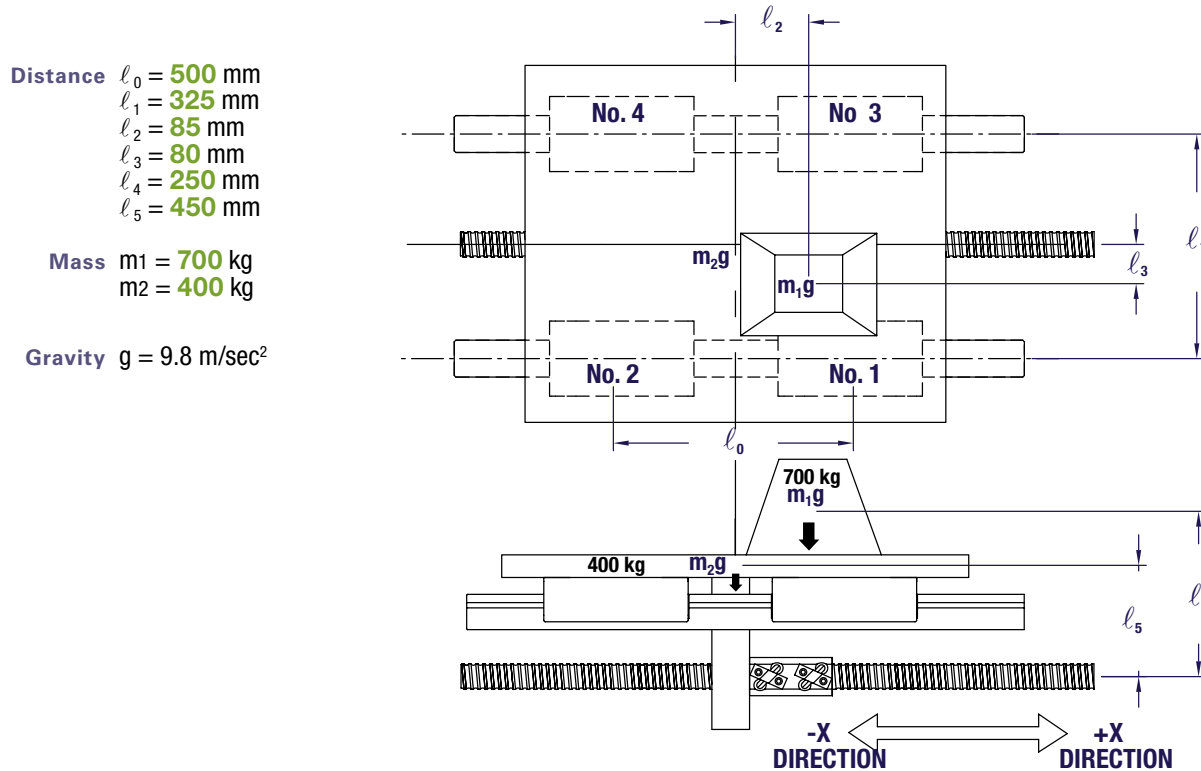 Distance ℓ0 = 500 mm
ℓ1 = 325 mm
ℓ2 = 85 mm
ℓ3 = 80 mm
ℓ4 = 250 mm
ℓ5 = 450 mm
Mass m1 = 700 kg
m2 = 400 kg
Gravity g = 9.8 m/sec²
ℓ2
No. 4
No 3
m2g
m1g
ℓ3
ℓ
No. 2
No. 1
ℓ0
700 kg
m1g
400 kg
m2g
ℓ
ℓ5
-X
DIRECTION
+X
DIRECTION